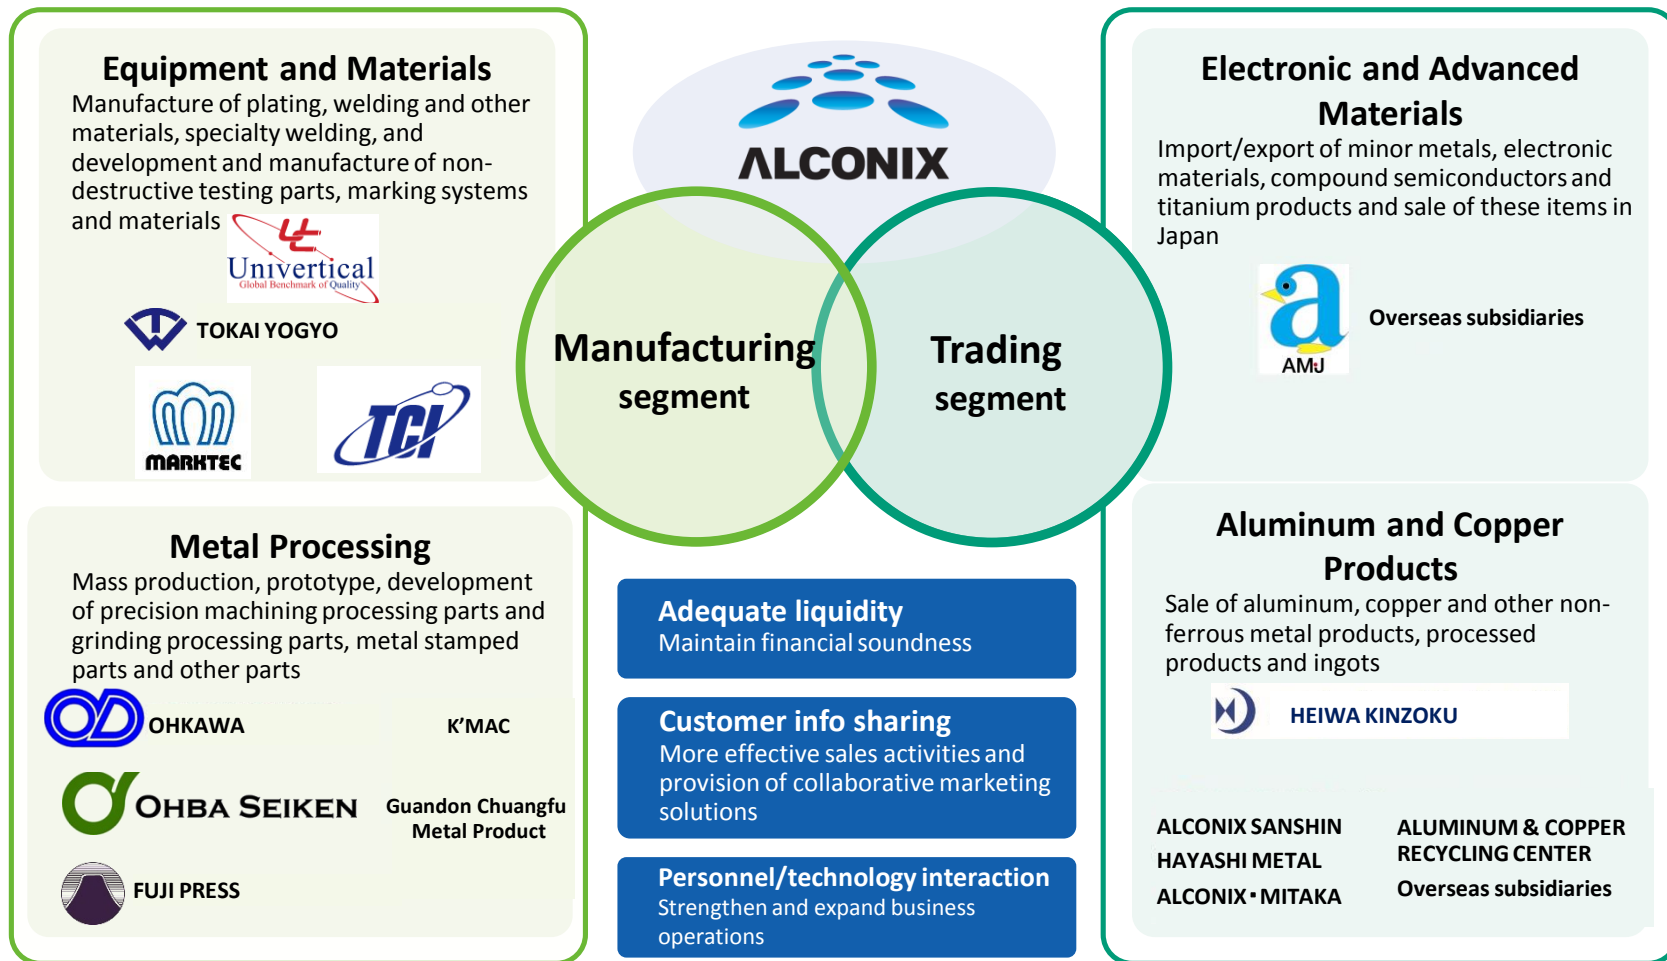 Equipment and Materials
Manufacture of plating, welding and other
materials, specialty welding, and
development and manufacture of non-
destructive testing parts, marking systems
and materials
Univertical
Global Benchmark of Quality
TOKAI YOGYO
MARKTEC
TCI
Metal Processing
Mass production, prototype, development
of precision machining processing parts and
grinding processing parts, metal stamped
parts and other parts
OHKAWA
K’MAC
OHBA SEIKEN
Guandon Chuangfu
Metal Product
FUJI PRESS
ALCONIX
Manufacturing
segment
Trading
segment
Adequate liquidity
Maintain financial soundness
Customer info sharing
More effective sales activities and
provision of collaborative marketing
solutions
Personnel/technology interaction
Strengthen and expand business
operations
Electronic and Advanced
Materials
Import/export of minor metals, electronic
materials, compound semiconductors and
titanium products and sale of these items in
Japan
a
AMJ
Overseas subsidiaries
Aluminum and Copper
Products
Sale of aluminum, copper and other non-
ferrous metal products, processed
products and ingots
HEIWA KINZOKU
ALCONIX SANSHIN
HAYASHI METAL
ALCONIX・MITAKA
ALUMINUM & COPPER
RECYCLING CENTER
Overseas subsidiaries